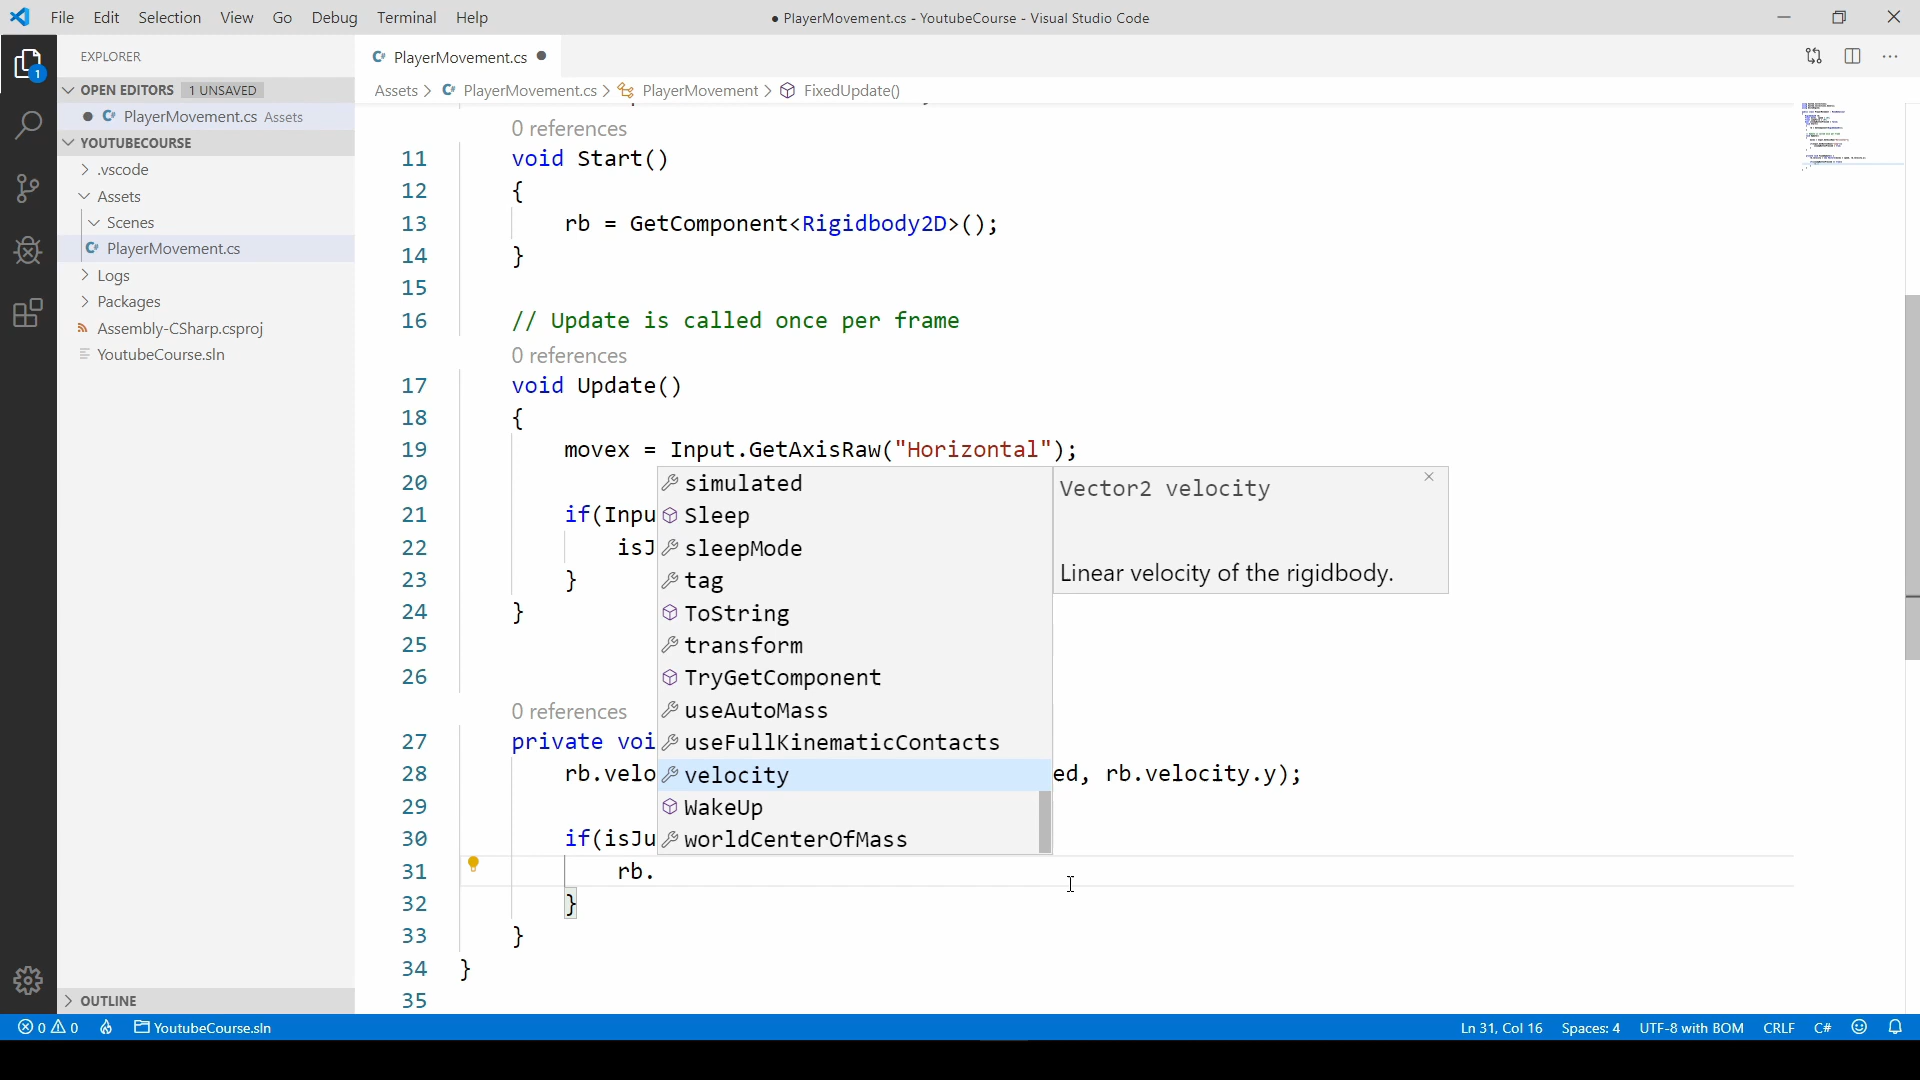 File Edit Selection View Go Debug Terminal Help
● PlayerMovement.cs - YoutubeCourse - Visual Studio Code
1
EXPLORER
OPEN EDITORS 1 UNSAVED
PlayerMovement.cs Assets
YOUTUBECOURSE
.vscode
Assets
Scenes
PlayerMovement.cs
Logs
Packages
Assembly-CSharp.csproj
YoutubeCourse.sln
OUTLINE
PlayerMovement.cs
Assets > PlayerMovement.cs > PlayerMovement > FixedUpdate()
0 references
11 void Start()
12 {
13 rb = GetComponent<Rigidbody2D>();
14 }
15
16 // Update is called once per frame
0 references
17 void Update()
18 {
19 movex = Input.GetAxisRaw("Horizontal");
20
21 if(Inpu
22 isJ
23 }
24 }
25
26
0 references
27 private voi
28 rb.velo ed, rb.velocity.y);
29
30 if(isJu
31 rb.
32 }
33 }
34 }
35
simulated
Sleep
sleepMode
tag
ToString
transform
TryGetComponent
useAutoMass
useFullKinematicContacts
velocity
WakeUp
worldCenterOfMass
Vector2 velocity
Linear velocity of the rigidbody.
0 0 YoutubeCourse.sln Ln 31, Col 16 Spaces: 4 UTF-8 with BOM CRLF C#